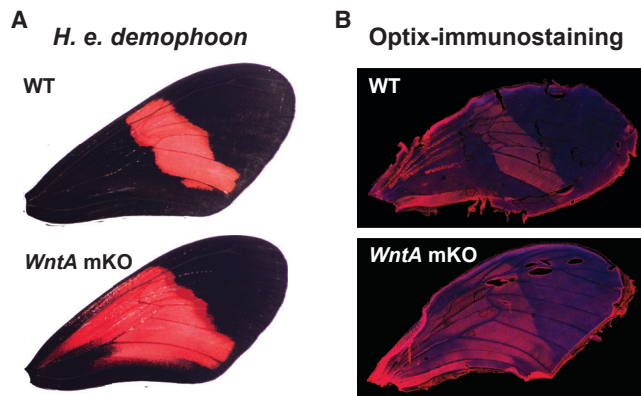 A
H. e. demophoon
WT
WntA mKO
B
Optix-immunostaining
WT
WntA mKO